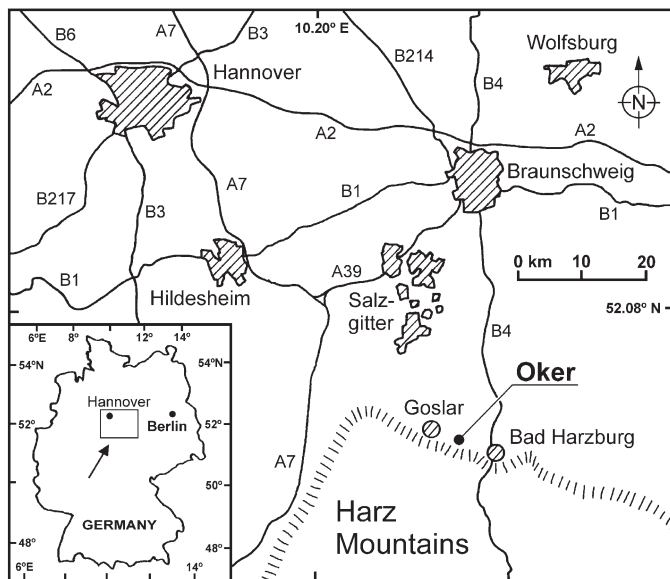 B6
A7
B3
10.20° E
B214
B4
Wolfsburg
Hannover
A2
N
A2
A2
Braunschweig
B217
B3
A7
B1
B1
0 km 10 20
B1
Hildesheim
A39
Salz-
gitter
52.08° N
B4
6°E 8° 12° 14°
54°N
54°
Hannover
Berlin
52°
52°
50°
GERMANY
48°
48°
6°E
14°
A7
Oker
Goslar
Bad Harzburg
Harz
Mountains